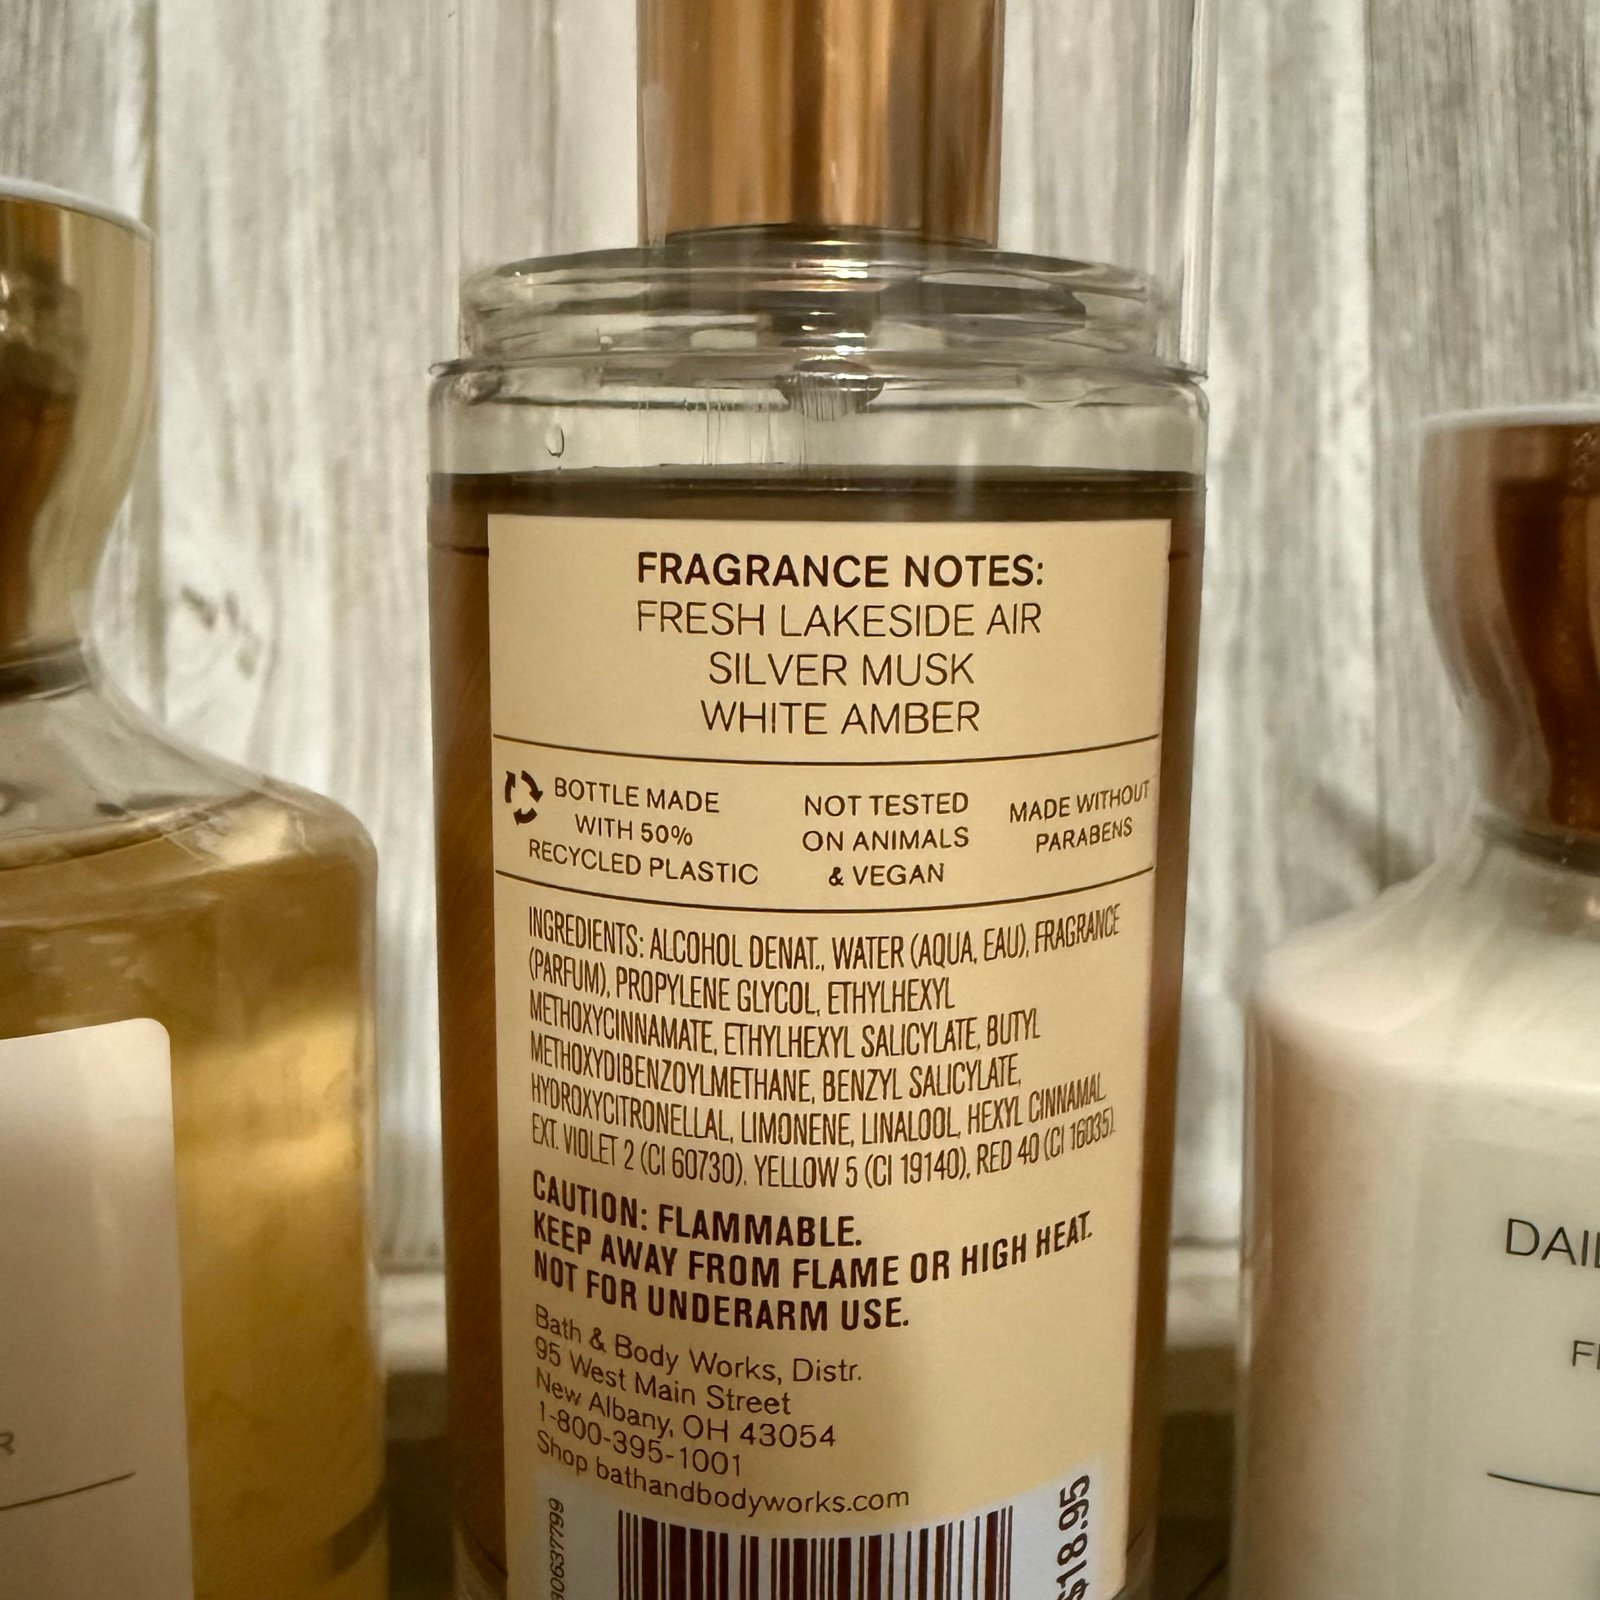 FRAGRANCE NOTES:
FRESH LAKESIDE AIR
SILVER MUSK
WHITE AMBER
BOTTLE MADE
WITH 50%
RECYCLED PLASTIC
NOT TESTED
ON ANIMALS
& VEGAN
MADE WITHOUT
PARABENS
INGREDIENTS: ALCOHOL DENAT., WATER (AQUA, EAU), FRAGRANCE
(PARFUM), PROPYLENE GLYCOL, ETHYLHEXYL
METHOXYCINNAMATE, ETHYLHEXYL SALICYLATE, BUTYL
METHOXYDIBENZOYLMETHANE, BENZYL SALICYLATE,
HYDROXYCITRONELLAL, LIMONENE, LINALOOL, HEXYL CINNAMAL,
EXT. VIOLET 2 (CI 60730), YELLOW 5 (CI 19140), RED 40 (CI 16035).
CAUTION: FLAMMABLE.
KEEP AWAY FROM FLAME OR HIGH HEAT.
NOT FOR UNDERARM USE.
Bath & Body Works, Distr.
95 West Main Street
New Albany, OH 43054
1-800-395-1001
Shop bathandbodyworks.com
$18.95